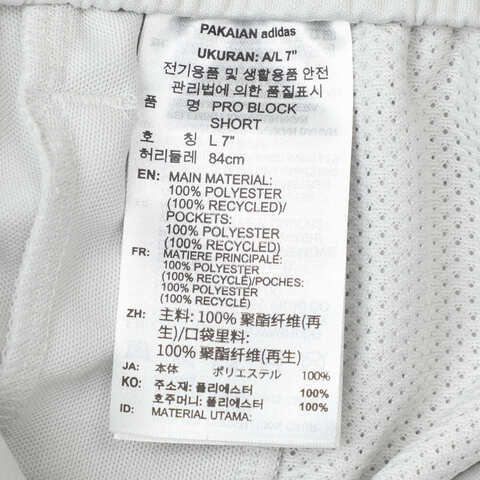 PAKAIAN adidas
UKURAN: A/L 7"
전기용품 및 생활용품 안전
관리법에 의한 품질표시
품 명 PRO BLOCK
SHORT
호 칭 L 7"
허리둘레 84cm
EN: MAIN MATERIAL:
100% POLYESTER
(100% RECYCLED)/
POCKETS:
100% POLYESTER
(100% RECYCLED)
FR: MATIERE PRINCIPALE:
100% POLYESTER
(100% RECYCLÉ)/POCHES:
100% POLYESTER
(100% RECYCLÉ)
ZH: 主料: 100% 聚酯纤维(再
生)/口袋里料:
100% 聚酯纤维(再生)
JA: 本体 ポリエステル 100%
KO: 주소재: 폴리에스터 100%
호주머니: 폴리에스터 100%
ID: MATERIAL UTAMA: